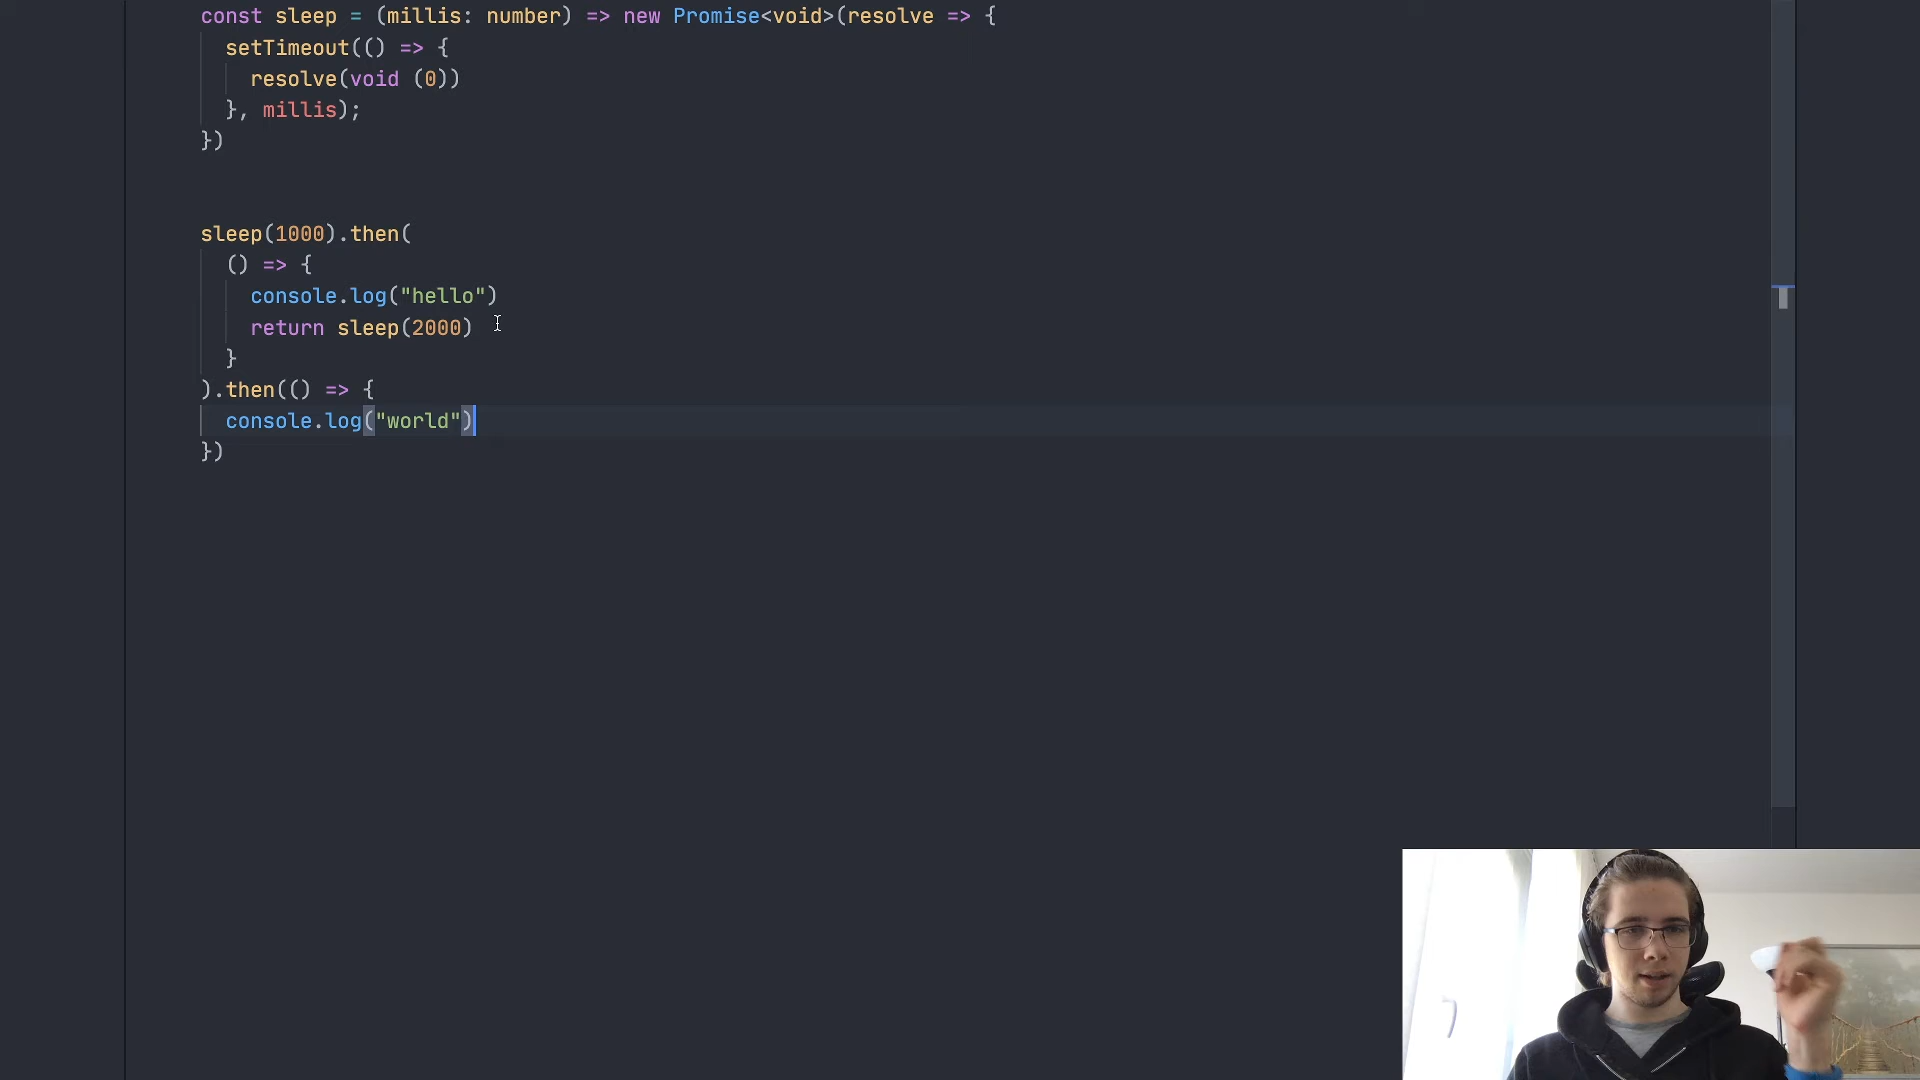 const sleep = (millis: number) => new Promise<void>(resolve => {
setTimeout(() => {
resolve(void (0))
}, millis);
})
sleep(1000).then(
() => {
console.log("hello")
return sleep(2000)
}
).then(() => {
console.log("world")
})